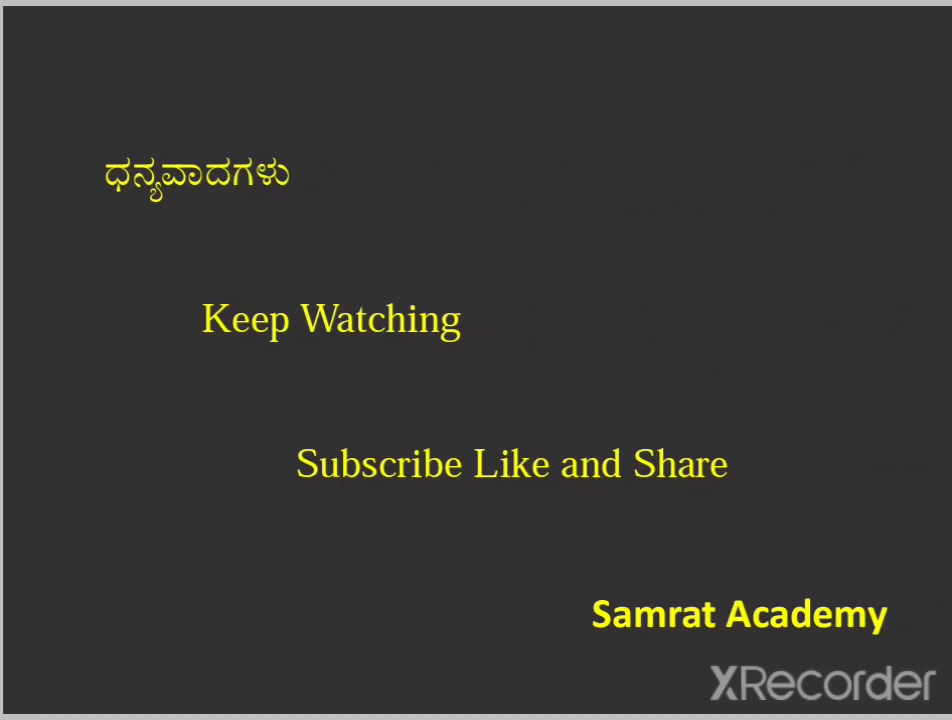 ಧನ್ಯವಾದಗಳು
Keep Watching
Subscribe Like and Share
Samrat Academy
XRecorder